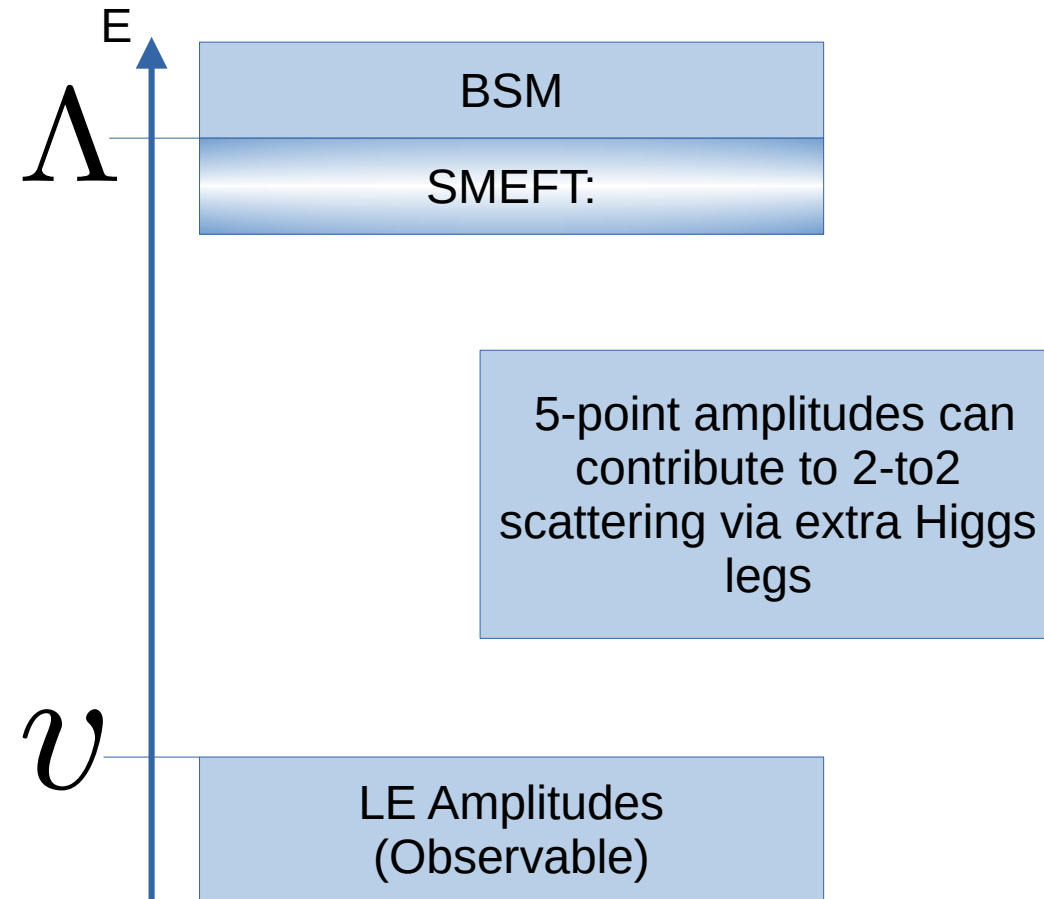 E
Λ
BSM
SMEFT:
5-point amplitudes can
contribute to 2-to2
scattering via extra Higgs
legs
v
LE Amplitudes
(Observable)